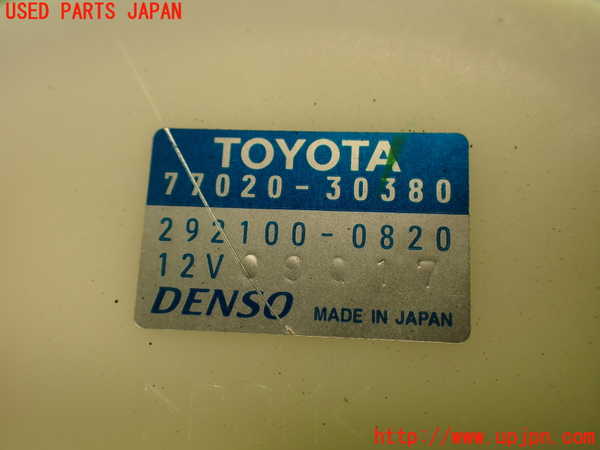 USED PARTS JAPAN
TOYOTA
77020-30380
292100-0820
12V
DENSO MADE IN JAPAN
http://www.upjpn.com